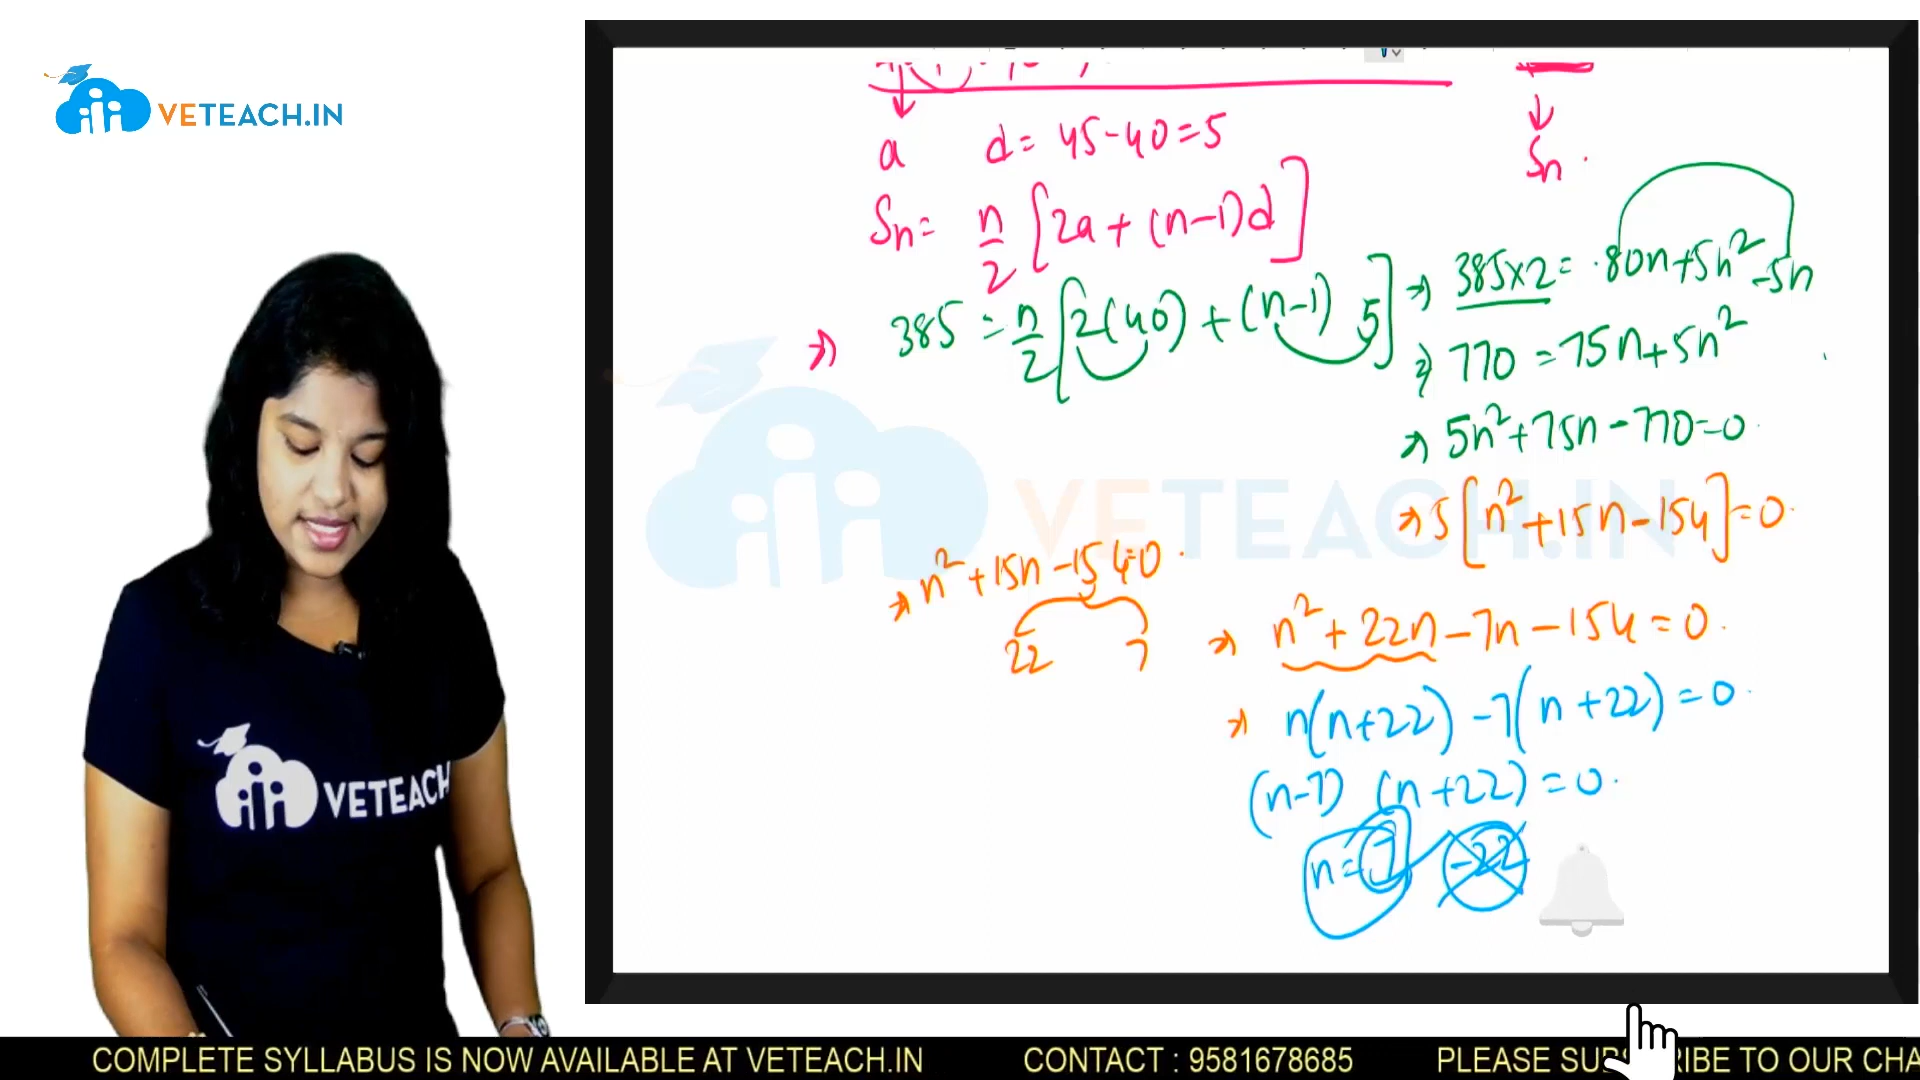 VETEACH.IN
a d = 45-40=5
Sn .
Sn = n/2 [2a + (n-1)d]
⇒ 385 = n/2 [2(40) + (n-1) 5]
⇒ 385×2 = 80n+5n²-5n
⇒ 770 = 75n+5n²
⇒ 5n²+75n-770=0
⇒ 5[n²+15n-154]=0
⇒ n²+15n-154=0
22 7
⇒ n²+22n-7n-154=0
⇒ n(n+22)-7(n+22)=0
(n-7) (n+22)=0
n=7 -22
VETEACH.IN
VETEACH
COMPLETE SYLLABUS IS NOW AVAILABLE AT VETEACH.IN CONTACT : 9581678685 PLEASE TO OUR